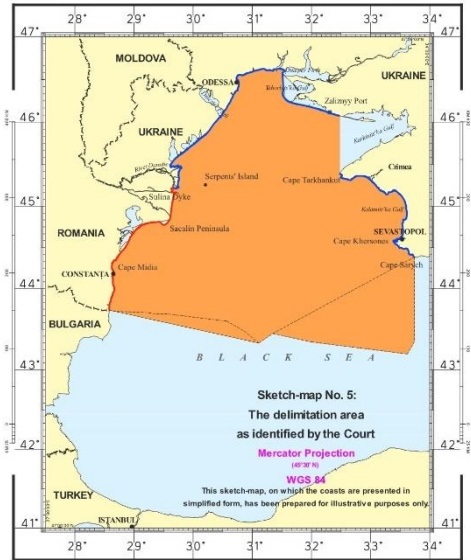 28° 29° 30° 31° 32° 33° 34°
47° 47°
MOLDOVA
ODESSA
UKRAINE
Zaliznyy Port
46° 46°
UKRAINE
Karkinits'ka Gulf
Crimea
Cape Tarkhankut
Serpents' Island
45° 45°
Sulina Dyke
Kalamits'ka Gulf
ROMANIA
Sacalin Peninsula
SEVASTOPOL
Cape Khersones
Cape Sarych
44° 44°
Cape Midia
CONSTANȚA
BULGARIA
43° 43°
BLACK SEA
Sketch-map No. 5:
The delimitation area
as identified by the Court
42° 42°
Mercator Projection
(45°30' N)
WGS 84
This sketch-map, on which the coasts are presented in
simplified form, has been prepared for illustrative purposes only.
TURKEY
41° 41°
ISTANBUL
28° 29° 30° 31° 32° 33° 34°